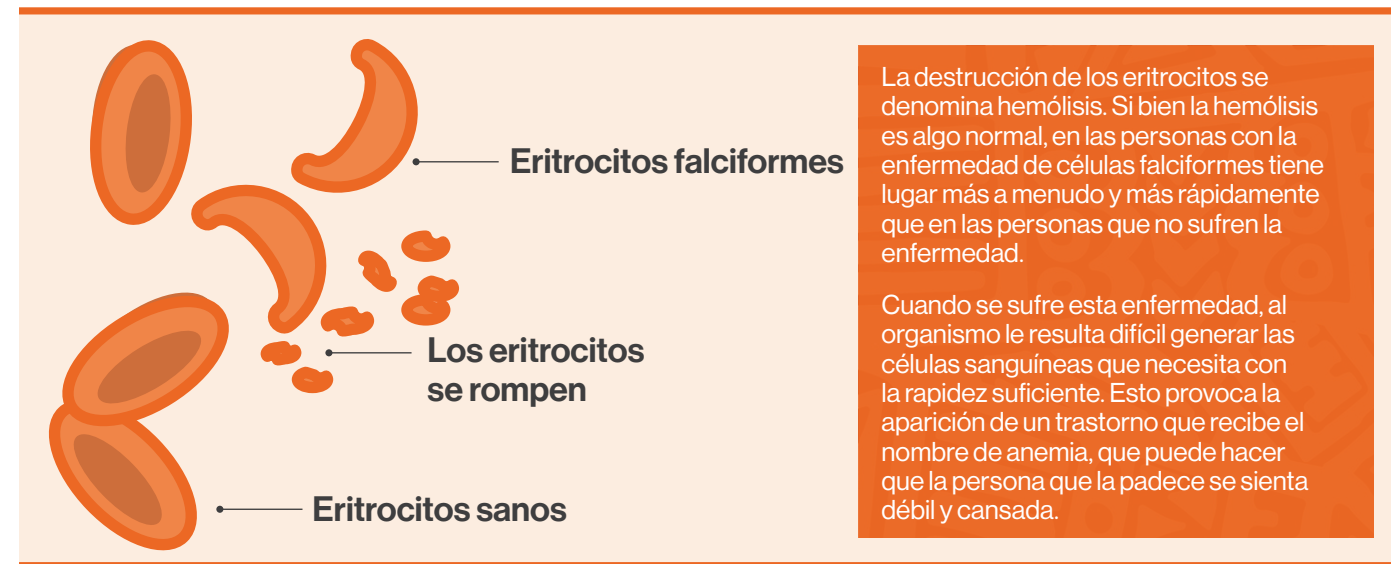 Eritrocitos falciformes
Los eritrocitos
se rompen
Eritrocitos sanos
La destrucción de los eritrocitos se
denomina hemólisis. Si bien la hemólisis
es algo normal, en las personas con la
enfermedad de células falciformes tiene
lugar más a menudo y más rápidamente
que en las personas que no sufren la
enfermedad.
Cuando se sufre esta enfermedad, al
organismo le resulta difícil generar las
células sanguíneas que necesita con
la rapidez suficiente. Esto provoca la
aparición de un trastorno que recibe el
nombre de anemia, que puede hacer
que la persona que la padece se sienta
débil y cansada.